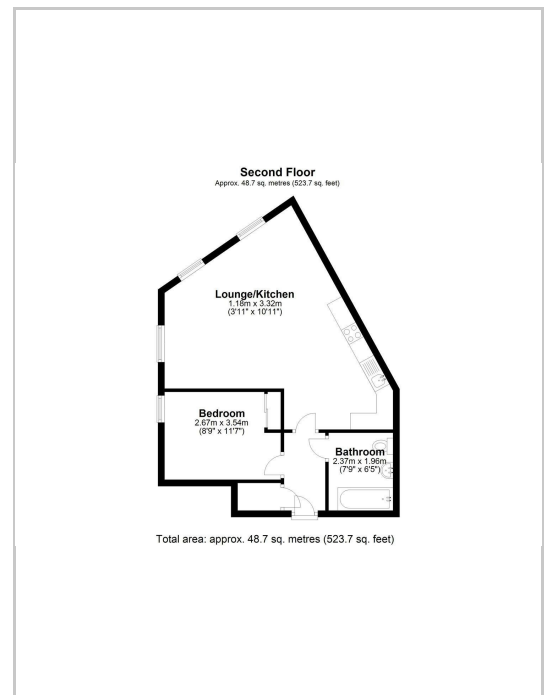 Second Floor
Approx. 48.7 sq. metres (523.7 sq. feet)
Lounge/Kitchen
1.18m x 3.32m
(3'11" x 10'11")
Bedroom
2.67m x 3.54m
(8'9" x 11'7")
Bathroom
2.37m x 1.96m
(7'9" x 6'5")
Total area: approx. 48.7 sq. metres (523.7 sq. feet)